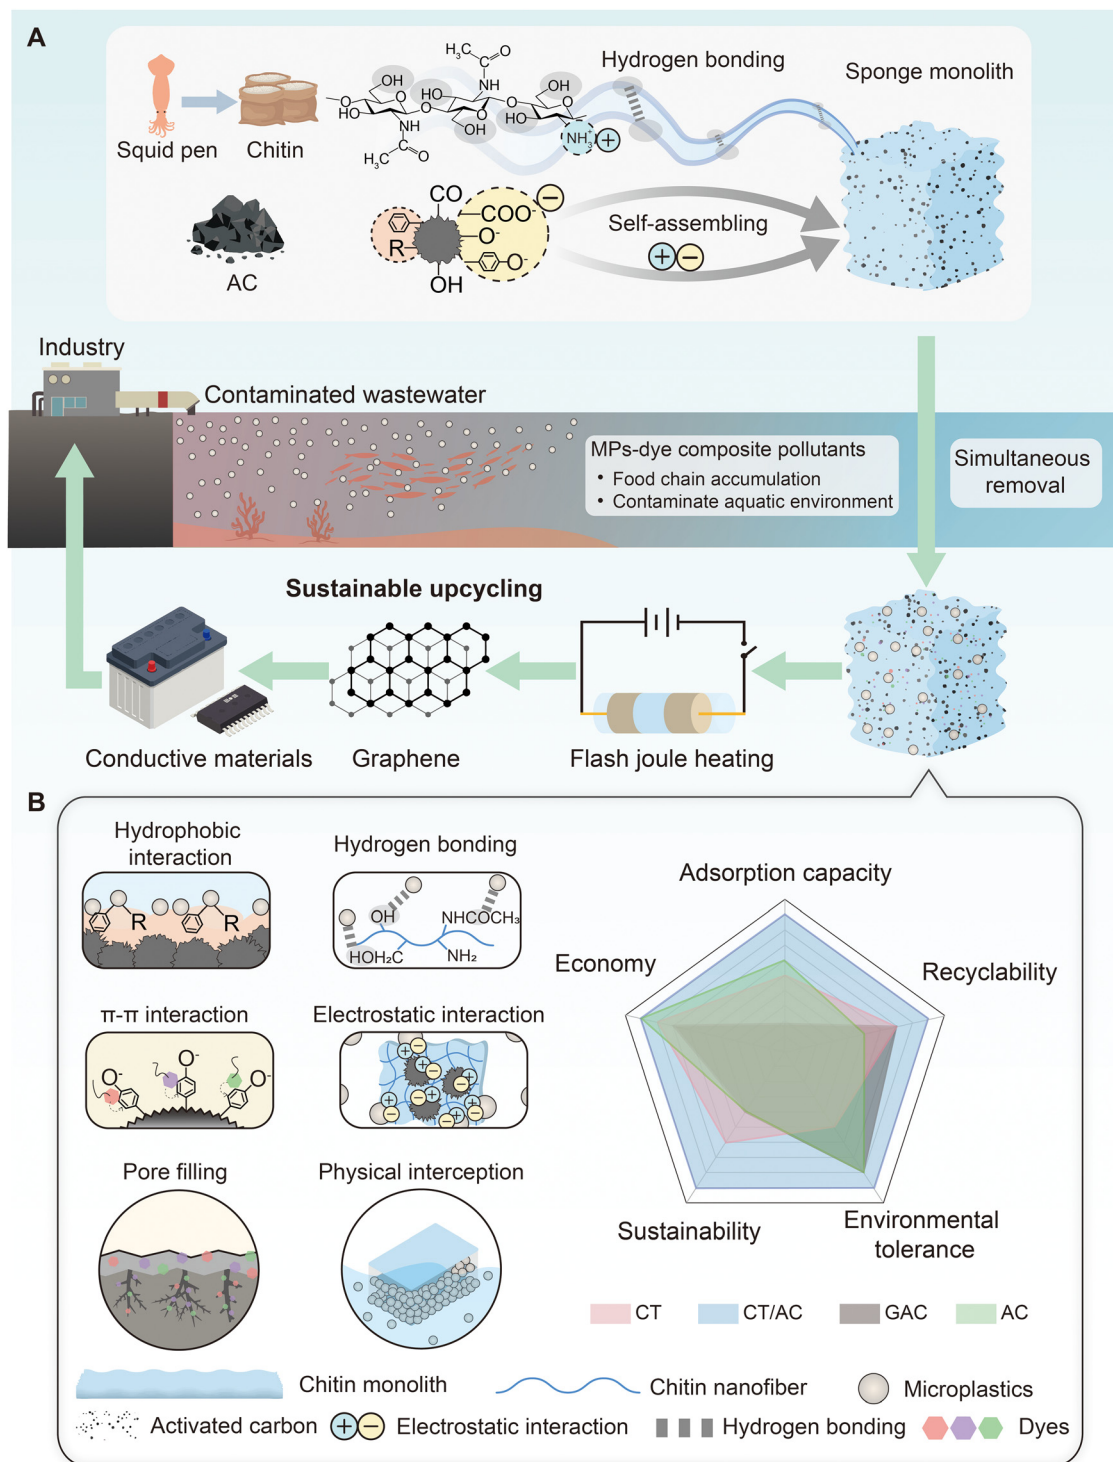 A
Squid pen
Chitin
AC
H₃C
O
OH
NH
O
HO
O
OH
HO
O
OH
NH
O
HO
O
OH
NH₃⁺
+
H₃C
O
Hydrogen bonding
Sponge monolith
CO
COO⁻
−
O⁻
R
O⁻
OH
Self-assembling
+ −
Industry
Contaminated wastewater
MPs-dye composite pollutants
• Food chain accumulation
• Contaminate aquatic environment
Simultaneous
removal
Sustainable upcycling
Conductive materials
Graphene
Flash joule heating
B
Hydrophobic
interaction
R
R
Hydrogen bonding
OH
NHCOCH₃
HOH₂C
NH₂
π-π interaction
O⁻
O⁻
O⁻
Electrostatic interaction
Pore filling
Physical interception
Adsorption capacity
Economy
Recyclability
Sustainability
Environmental
tolerance
CT
CT/AC
GAC
AC
Chitin monolith
Chitin nanofiber
Microplastics
Activated carbon
+ −
Electrostatic interaction
Hydrogen bonding
Dyes